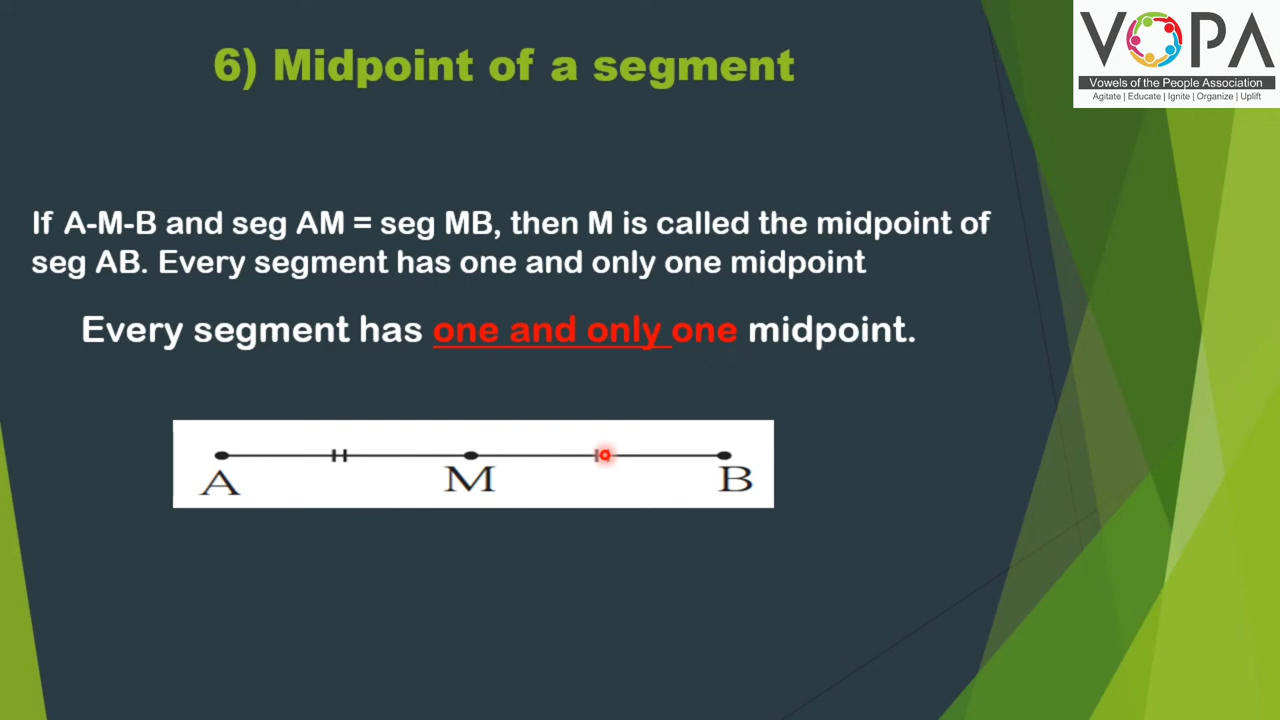 VOPA
Vowels of the People Association
Agitate | Educate | Ignite | Organize | Uplift
6) Midpoint of a segment
If A-M-B and seg AM = seg MB, then M is called the midpoint of
seg AB. Every segment has one and only one midpoint
Every segment has one and only one midpoint.
A M B